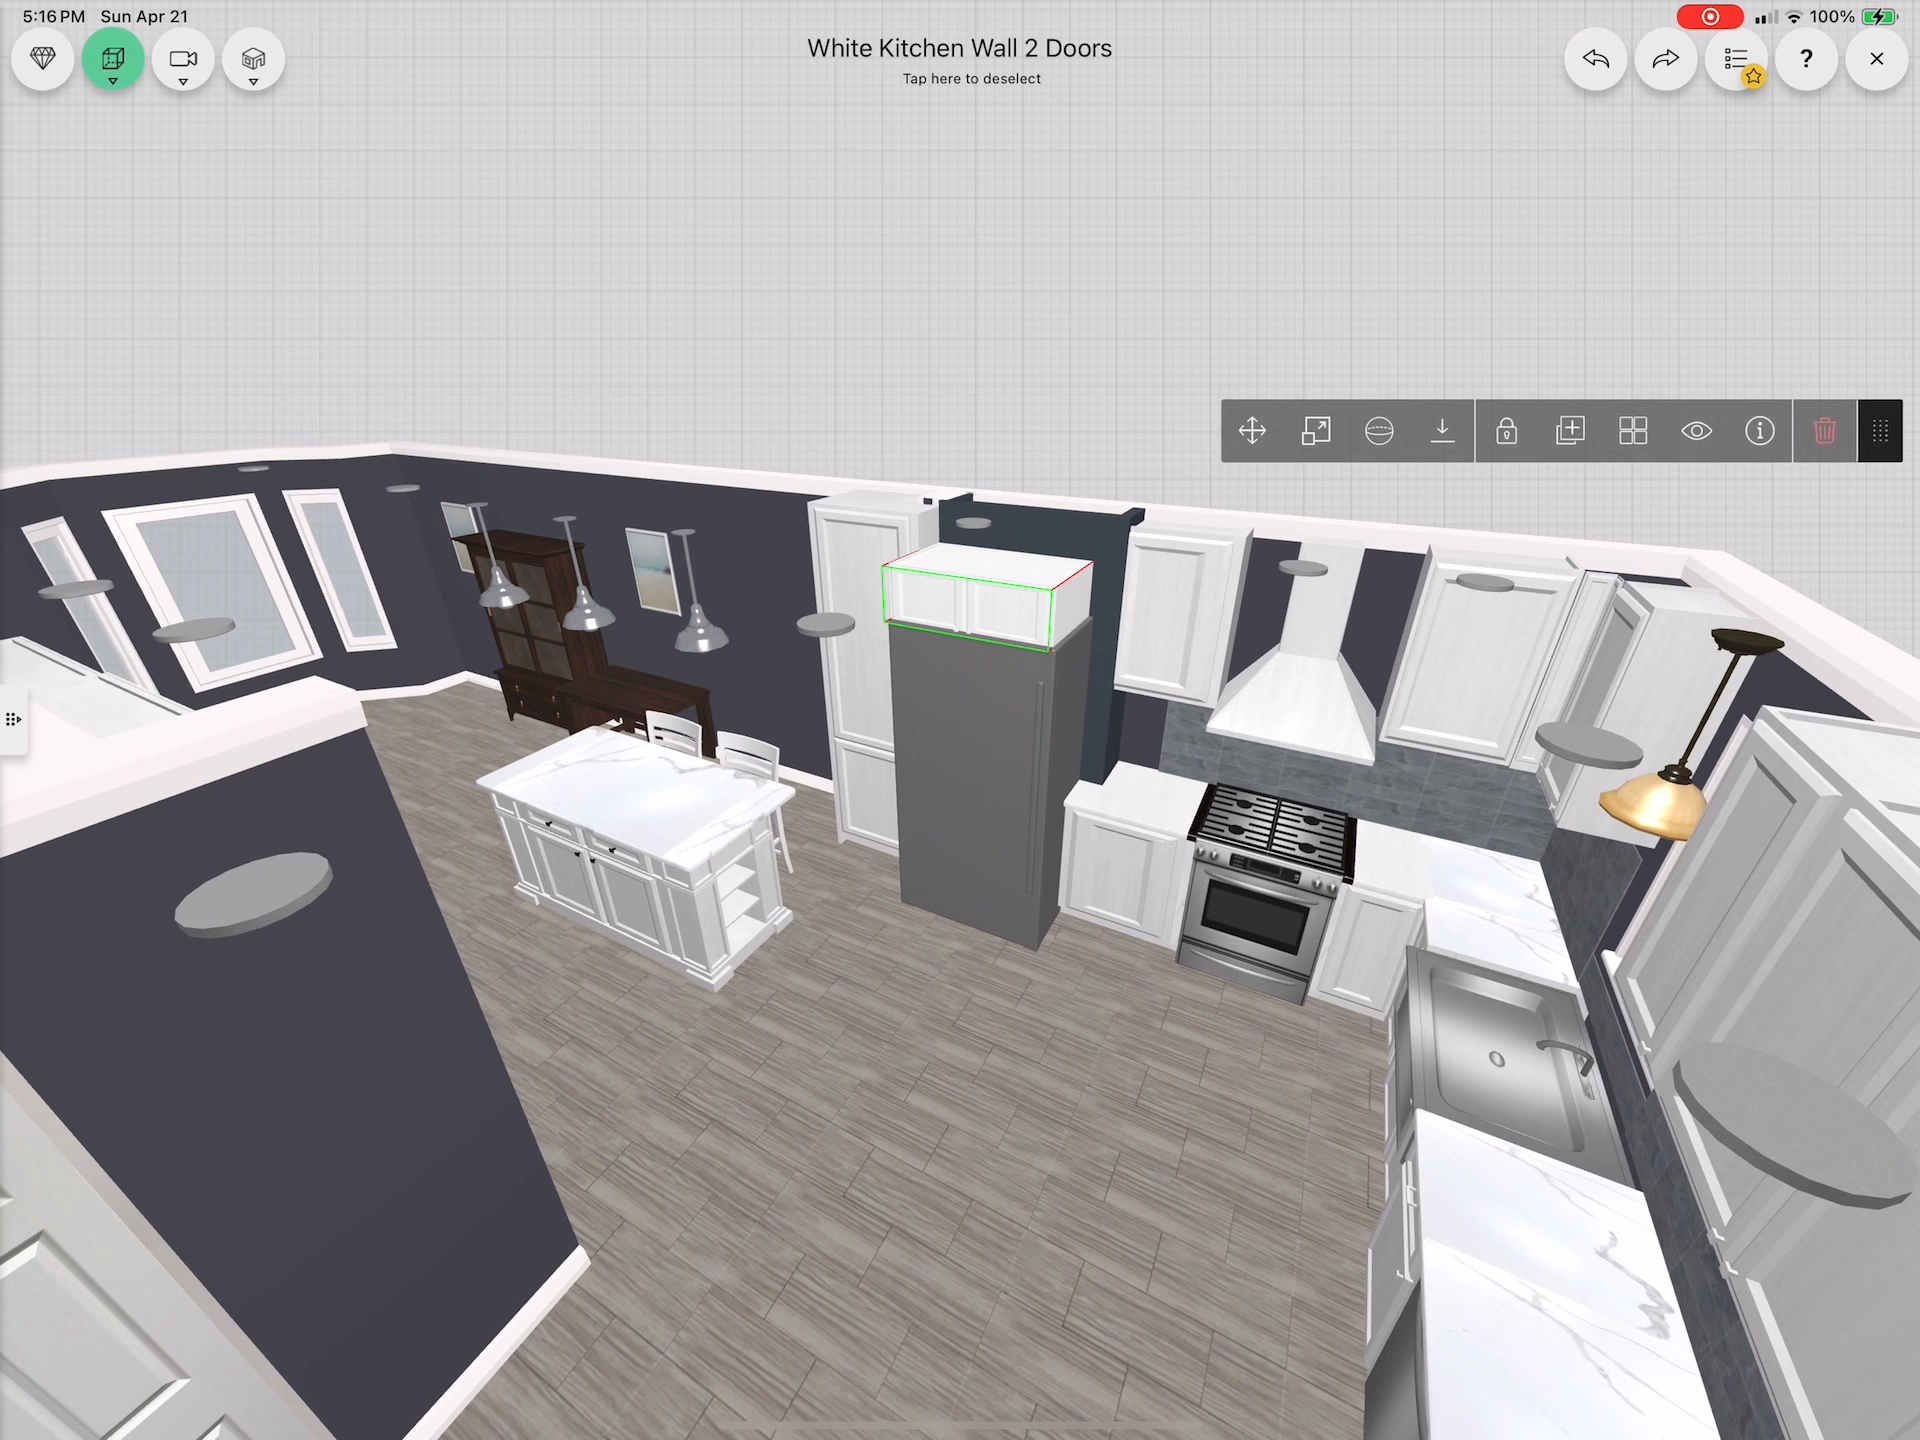 5:16 PM Sun Apr 21
100%
White Kitchen Wall 2 Doors
Tap here to deselect
?